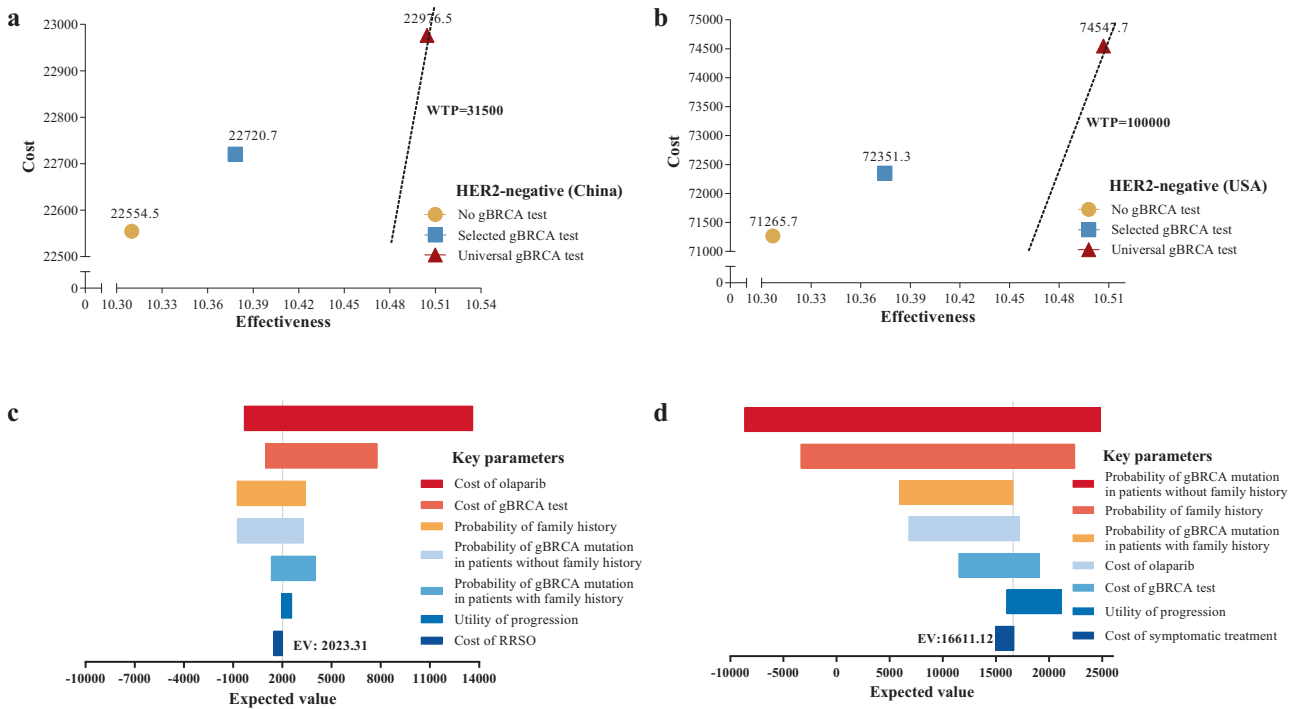 a
23000
22900
22800
22700
22600
22500
0
Cost
22976.5
22720.7
22554.5
WTP=31500
HER2-negative (China)
No gBRCA test
Selected gBRCA test
Universal gBRCA test
0 10.30 10.33 10.36 10.39 10.42 10.45 10.48 10.51 10.54
Effectiveness
b
75000
74500
74000
73500
73000
72500
72000
71500
71000
0
Cost
74547.7
72351.3
71265.7
WTP=100000
HER2-negative (USA)
No gBRCA test
Selected gBRCA test
Universal gBRCA test
0 10.30 10.33 10.36 10.39 10.42 10.45 10.48 10.51
Effectiveness
c
Key parameters
Cost of olaparib
Cost of gBRCA test
Probability of family history
Probability of gBRCA mutation
in patients without family history
Probability of gBRCA mutation
in patients with family history
Utility of progression
Cost of RRSO
EV: 2023.31
-10000 -7000 -4000 -1000 2000 5000 8000 11000 14000
Expected value
d
Key parameters
Probability of gBRCA mutation
in patients without family history
Probability of family history
Probability of gBRCA mutation
in patients with family history
Cost of olaparib
Cost of gBRCA test
Utility of progression
Cost of symptomatic treatment
EV:16611.12
-10000 -5000 0 5000 10000 15000 20000 25000
Expected value